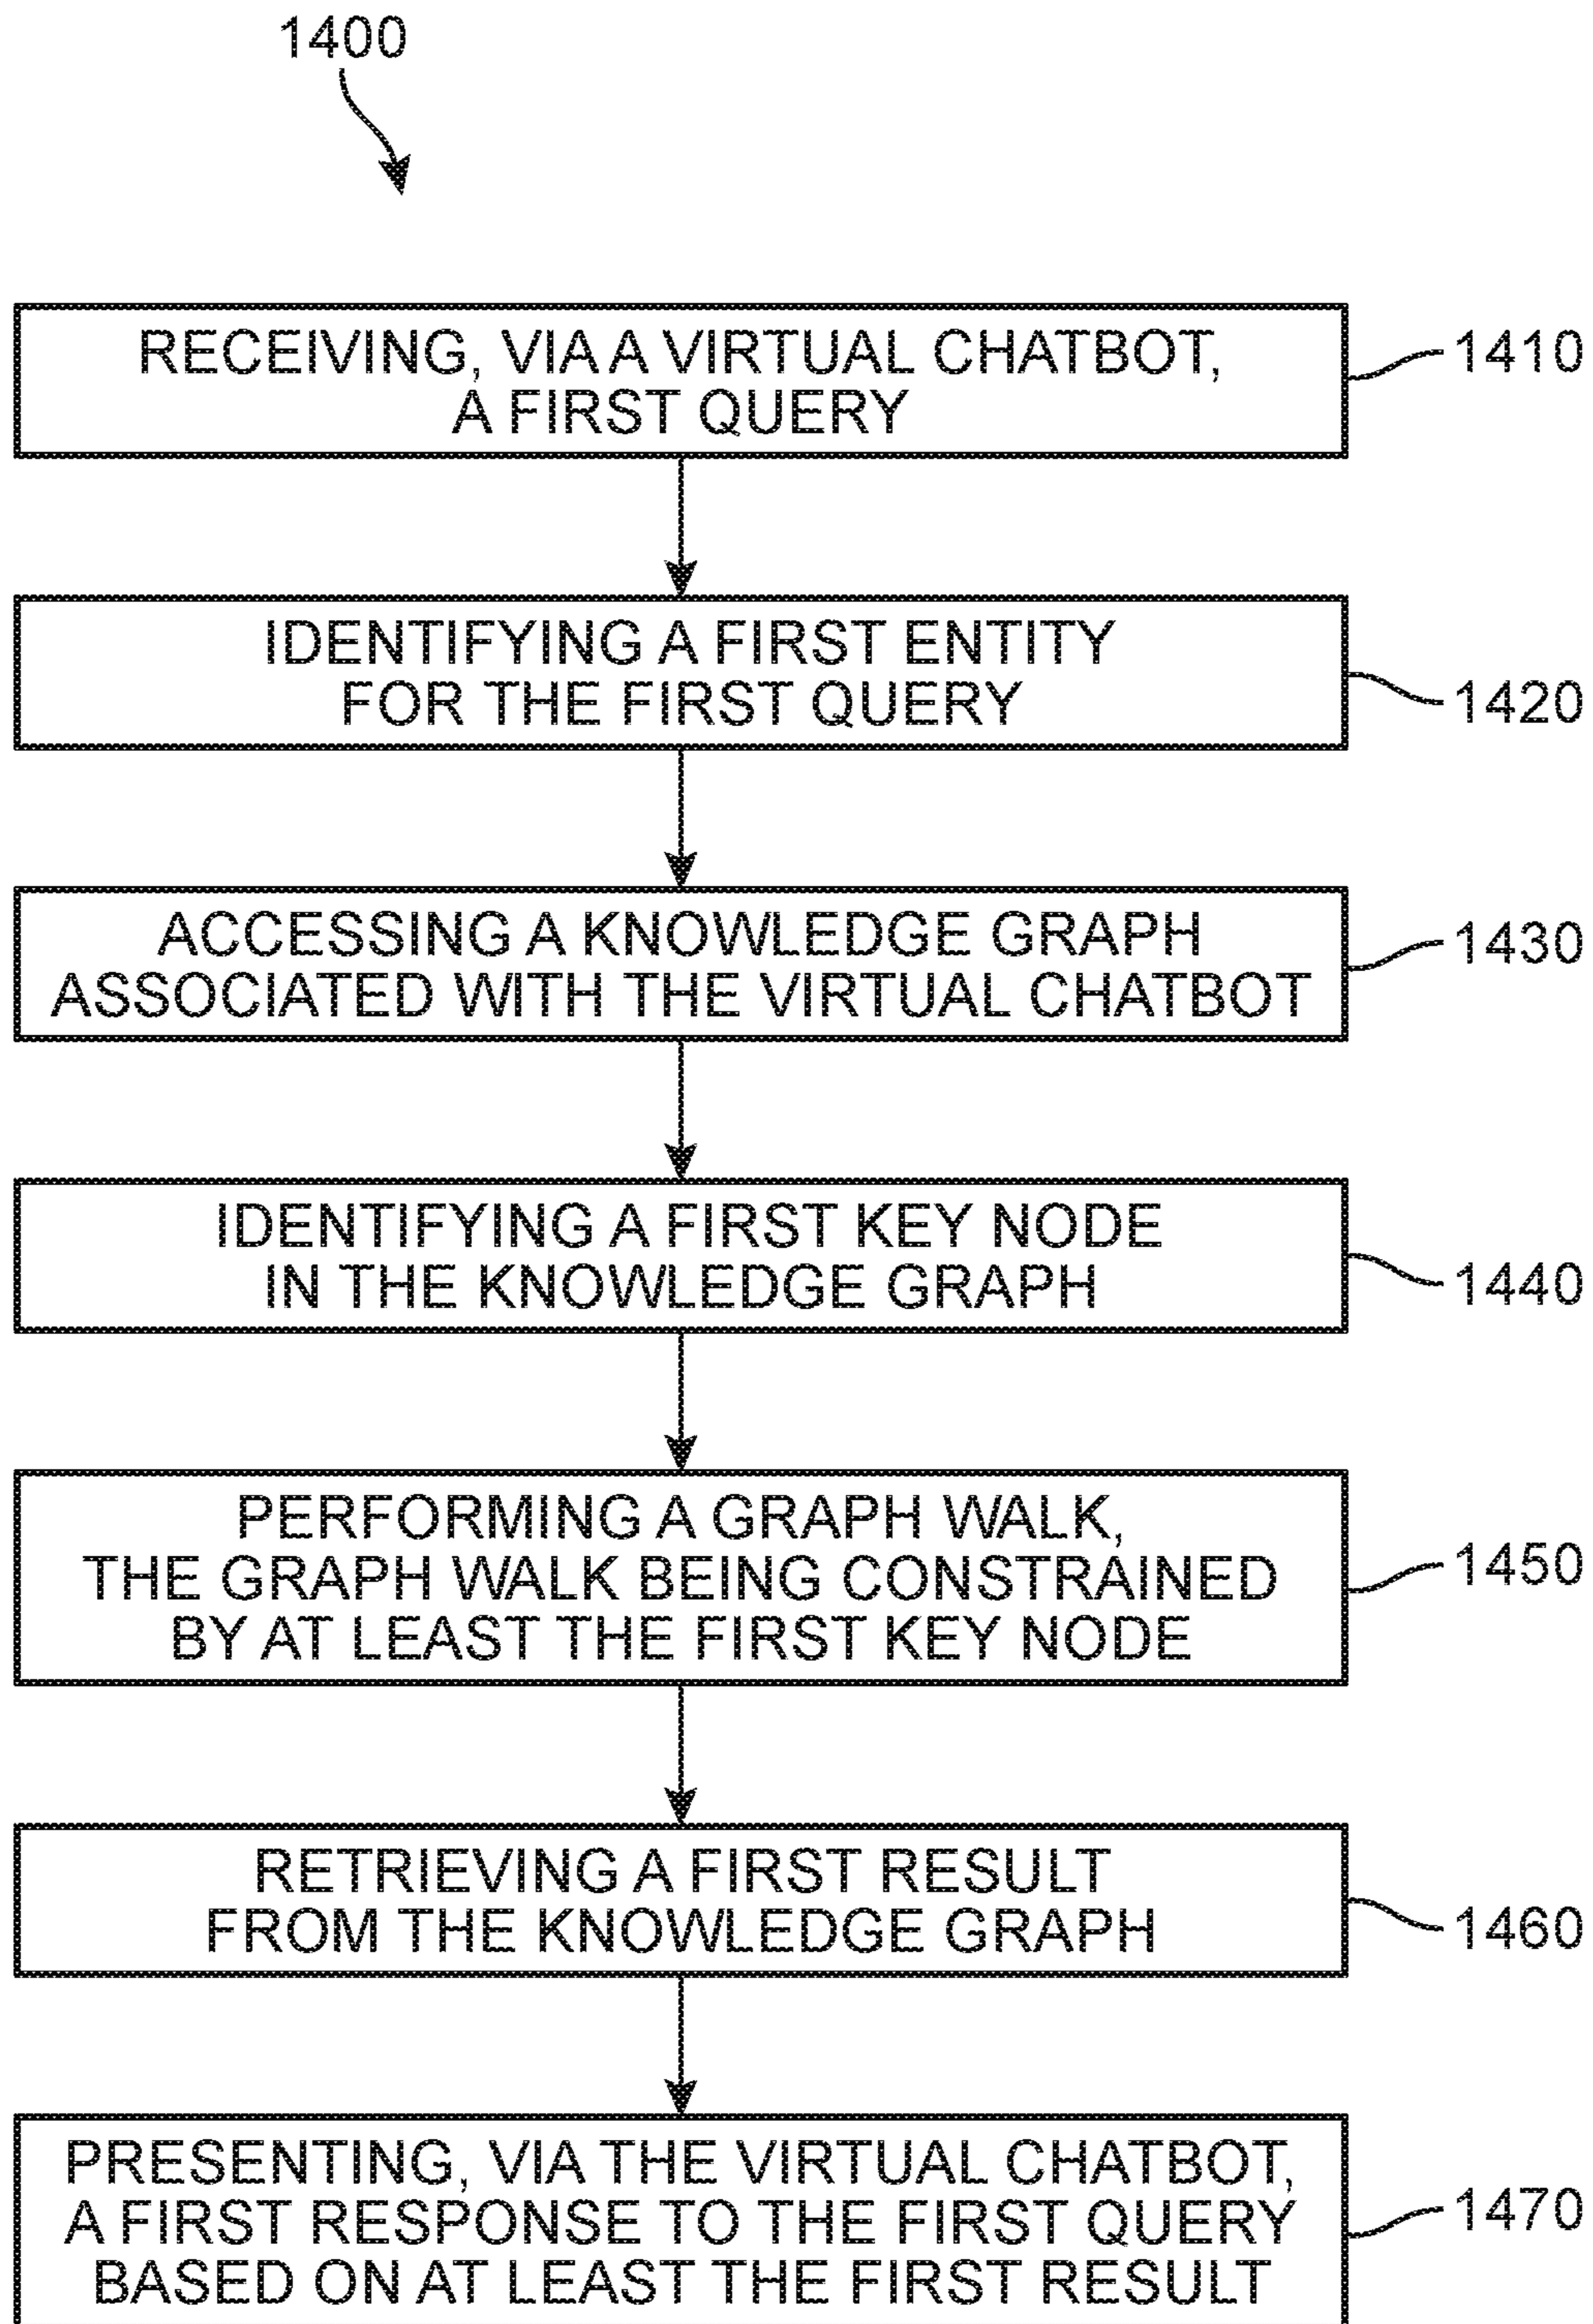 1400
RECEIVING, VIA A VIRTUAL CHATBOT,
A FIRST QUERY
1410
IDENTIFYING A FIRST ENTITY
FOR THE FIRST QUERY
1420
ACCESSING A KNOWLEDGE GRAPH
ASSOCIATED WITH THE VIRTUAL CHATBOT
1430
IDENTIFYING A FIRST KEY NODE
IN THE KNOWLEDGE GRAPH
1440
PERFORMING A GRAPH WALK,
THE GRAPH WALK BEING CONSTRAINED
BY AT LEAST THE FIRST KEY NODE
1450
RETRIEVING A FIRST RESULT
FROM THE KNOWLEDGE GRAPH
1460
PRESENTING, VIA THE VIRTUAL CHATBOT,
A FIRST RESPONSE TO THE FIRST QUERY
BASED ON AT LEAST THE FIRST RESULT
1470